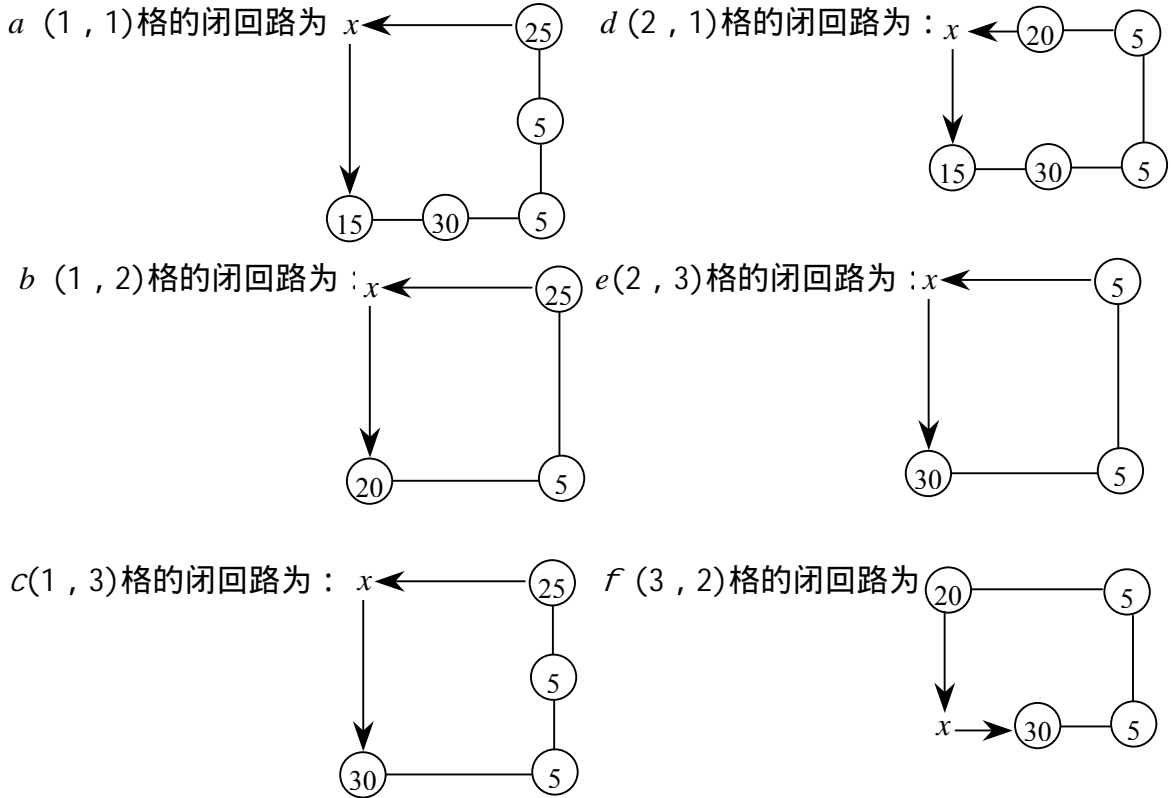 a (1，1)格的闭回路为 x 25
5
15 30 5
d (2，1)格的闭回路为：x 20 5
15 30 5
b (1，2)格的闭回路为：x 25
20 5
e(2，3)格的闭回路为：x 5
30 5
c(1，3)格的闭回路为：x 25
5
30 5
f (3，2)格的闭回路为 20 5
x 30 5